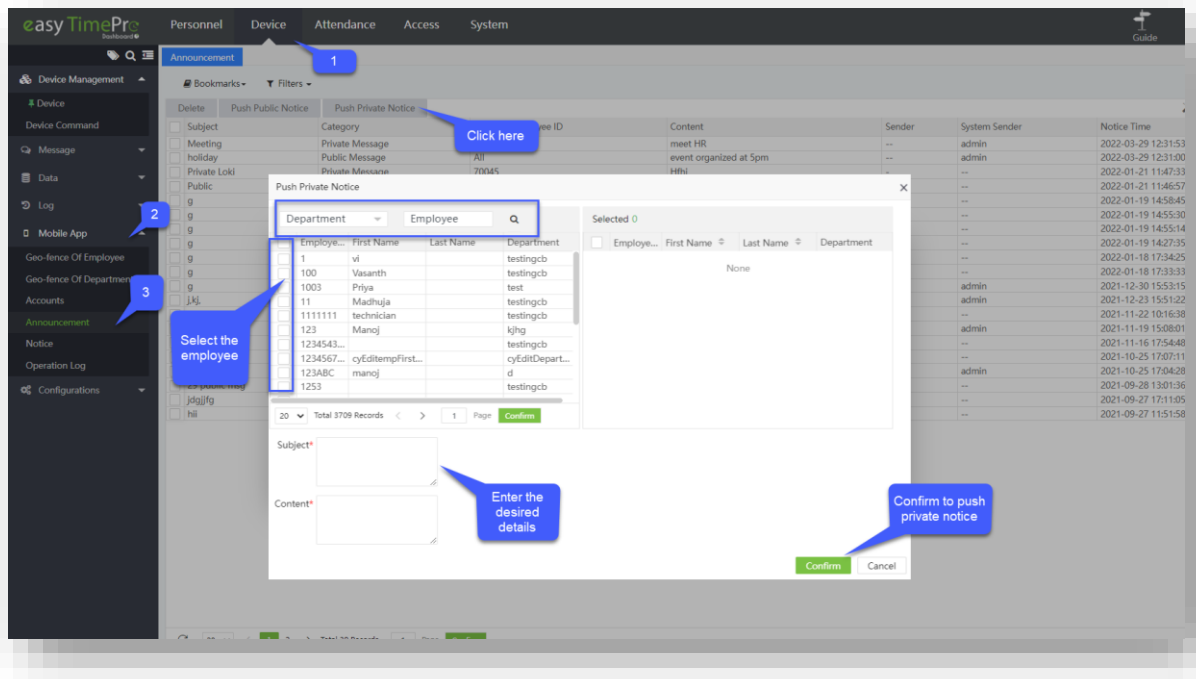 easy TimePro
Dashboard
Personnel Device Attendance Access System
Guide
1
Announcement
Device Management
Device
Device Command
Message
Data
Log
2
Mobile App
Geo-fence Of Employee
Geo-fence Of Departmen
3
Accounts
Announcement
Notice
Operation Log
Configurations
Bookmarks Filters
Delete Push Public Notice Push Private Notice
Click here
Subject Category ee ID Content Sender System Sender Notice Time
Meeting Private Message meet HR -- admin 2022-03-29 12:31:53
holiday Public Message All event organized at 5pm -- admin 2022-03-29 12:31:00
Private Loki Private Message 70045 Hfhj - -- 2022-01-21 11:47:33
Public -- 2022-01-21 11:46:57
g -- 2022-01-19 14:58:45
g -- 2022-01-19 14:55:30
g -- 2022-01-19 14:55:14
g -- 2022-01-19 14:27:35
g -- 2022-01-18 17:34:25
g -- 2022-01-18 17:33:33
g admin 2021-12-30 15:53:15
j,kj, admin 2021-12-23 15:51:22
-- 2021-11-22 10:16:38
admin 2021-11-19 15:08:01
-- 2021-11-16 17:54:48
-- 2021-10-25 17:07:11
admin 2021-10-25 17:04:28
29 public msg -- 2021-09-28 13:01:36
jdgjjfg -- 2021-09-27 17:11:05
hii -- 2021-09-27 11:51:58
Push Private Notice
Department Employee
Employe... First Name Last Name Department
1 vi testingcb
100 Vasanth testingcb
1003 Priya test
11 Madhuja testingcb
1111111 technician testingcb
123 Manoj kjhg
1234543... testingcb
1234567... cyEditempFirst... cyEditDepart...
123ABC manoj d
1253 testingcb
20 Total 3709 Records < > 1 Page Confirm
Select the
employee
Selected 0
Employe... First Name Last Name Department
None
Subject*
Content*
Enter the
desired
details
Confirm to push
private notice
Confirm Cancel